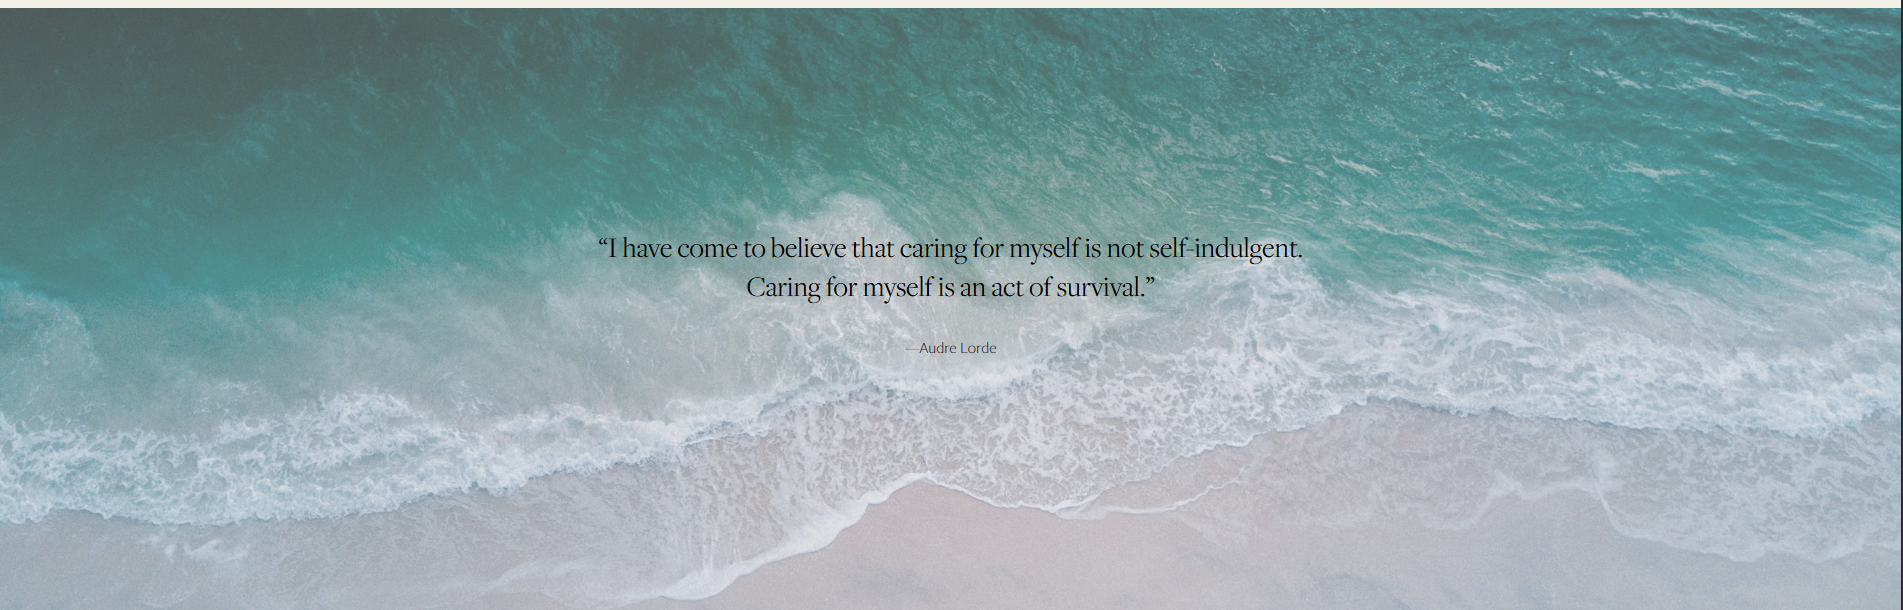 “I have come to believe that caring for myself is not self-indulgent.
Caring for myself is an act of survival.”
—Audre Lorde